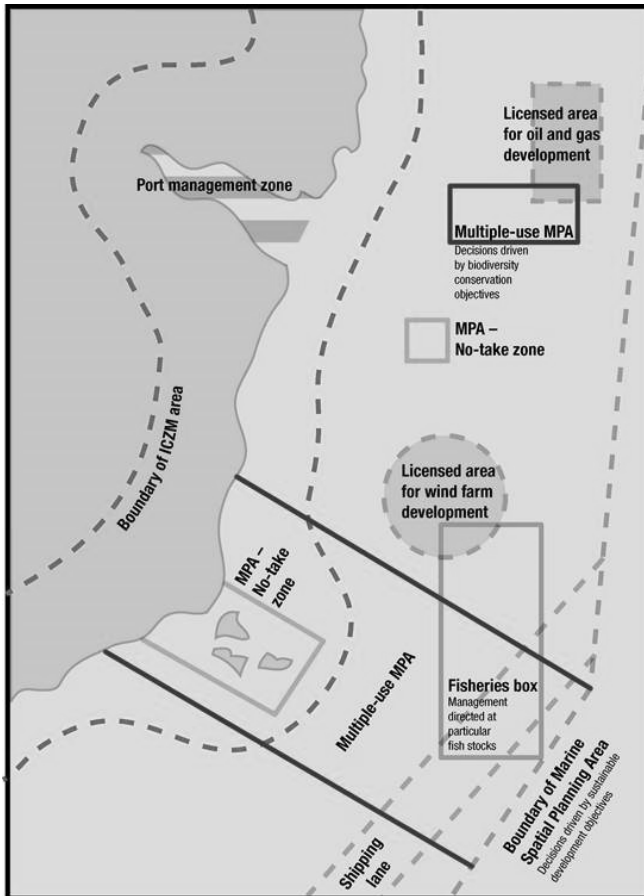 Licensed area
for oil and gas
development
Port management zone
Multiple-use MPA
Decisions driven
by biodiversity
conservation
objectives
MPA –
No-take zone
Boundary of ICZM area
Licensed area
for wind farm
development
MPA –
No-take
zone
Multiple-use MPA
Fisheries box
Management
directed at
particular
fish stocks
Boundary of Marine
Spatial Planning Area
Decisions driven by sustainable
development objectives
Shipping
lane